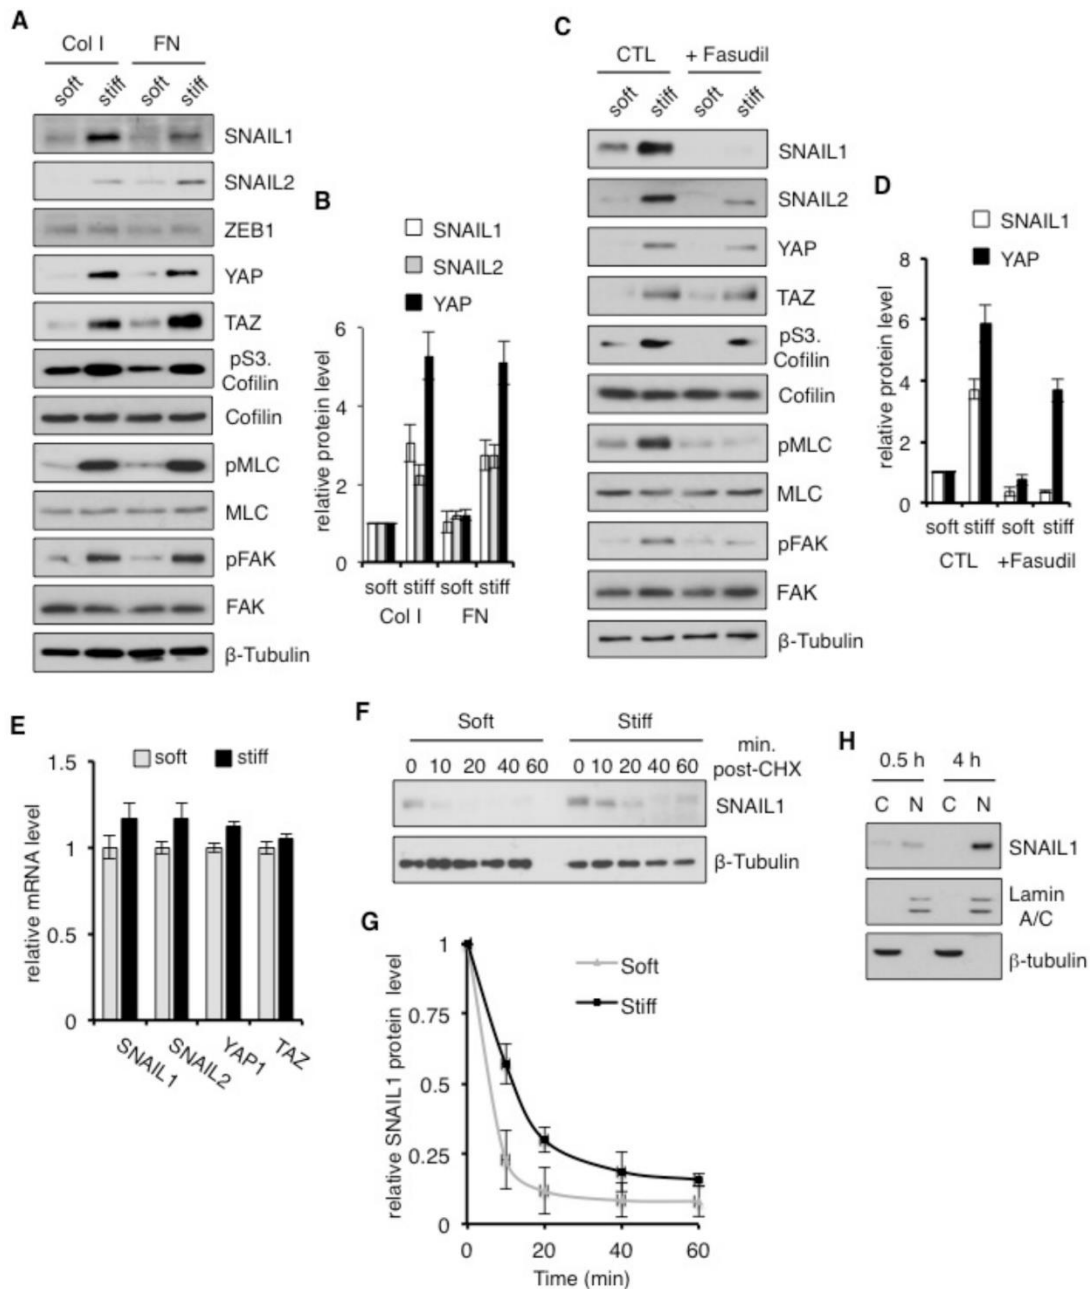 A
Col I FN
soft stiff soft stiff
SNAIL1
SNAIL2
ZEB1
YAP
TAZ
pS3.
Cofilin
Cofilin
pMLC
MLC
pFAK
FAK
β-Tubulin
B
SNAIL1
SNAIL2
YAP
relative protein level
6
4
2
0
soft stiff soft stiff
Col I FN
C
CTL + Fasudil
soft stiff soft stiff
SNAIL1
SNAIL2
YAP
TAZ
pS3.
Cofilin
Cofilin
pMLC
MLC
pFAK
FAK
β-Tubulin
D
SNAIL1
YAP
relative protein level
8
6
4
2
0
soft stiff soft stiff
CTL +Fasudil
E
soft stiff
relative mRNA level
1.5
1
0.5
0
SNAIL1 SNAIL2 YAP1 TAZ
F
Soft Stiff
min.
post-CHX
0 10 20 40 60 0 10 20 40 60
SNAIL1
β-Tubulin
G
Soft
Stiff
relative SNAIL1 protein level
1
0.75
0.5
0.25
0
0 20 40 60
Time (min)
H
0.5 h 4 h
C N C N
SNAIL1
Lamin
A/C
β-tubulin